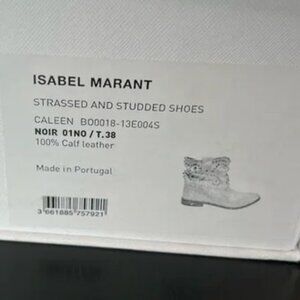 ISABEL MARANT
STRASSED AND STUDDED SHOES
CALEEN BO0018-13E004S
NOIR 01NO / T.38
100% Calf leather
Made in Portugal
3 661885 757921